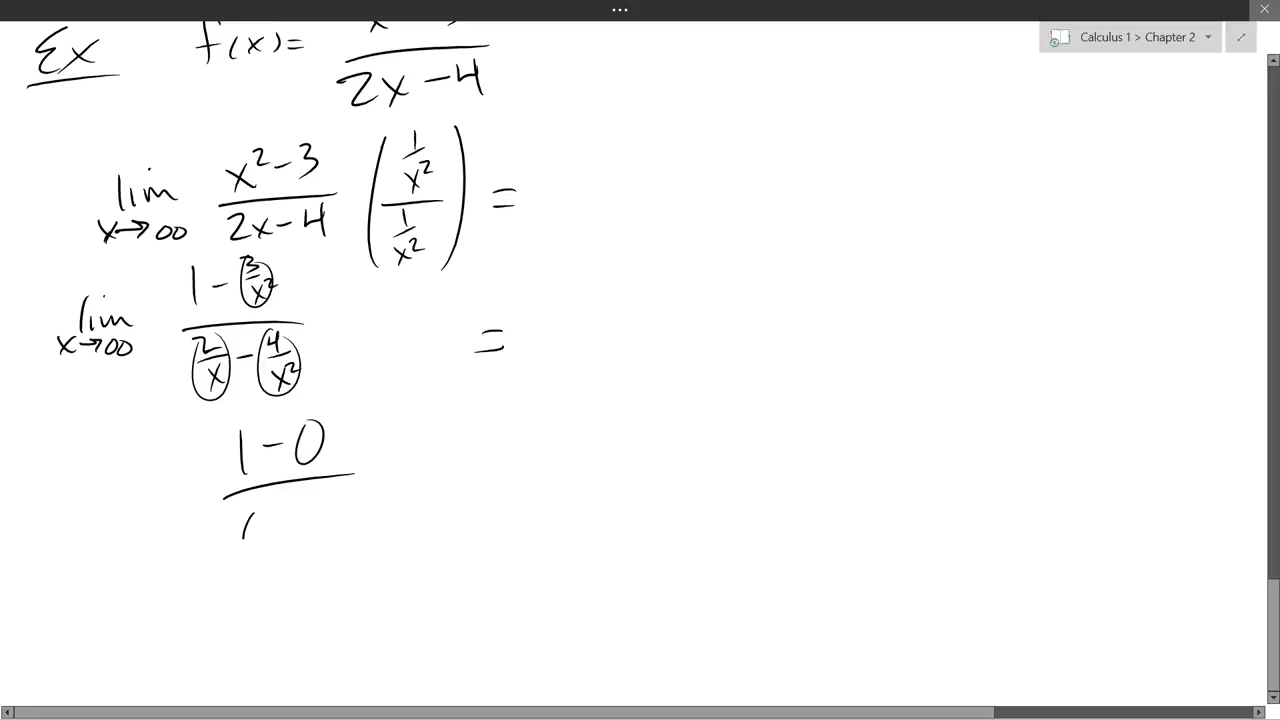 ...
Calculus 1 > Chapter 2
Ex f(x) = / 2x - 4
lim x→∞ x² - 3 / 2x - 4 (1/x² / 1/x²) =
lim x→∞ 1 - 3/x² / 2/x - 4/x² =
1 - 0